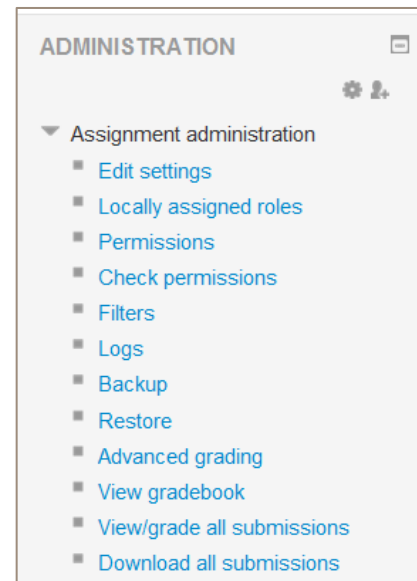 ADMINISTRATION
Assignment administration
Edit settings
Locally assigned roles
Permissions
Check permissions
Filters
Logs
Backup
Restore
Advanced grading
View gradebook
View/grade all submissions
Download all submissions